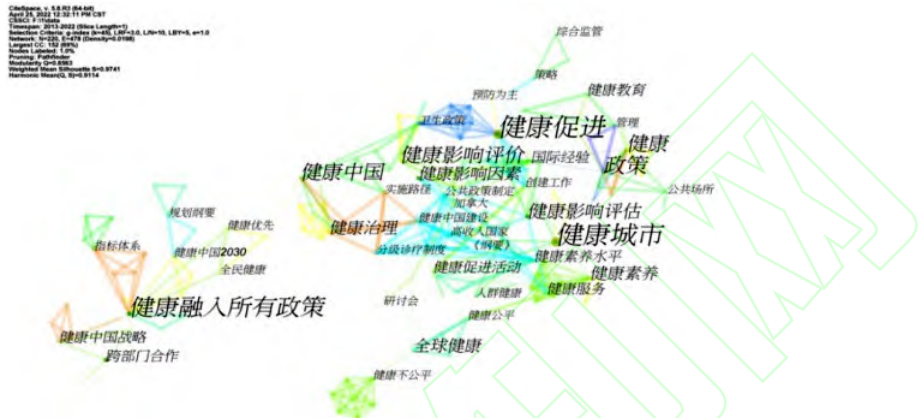 CiteSpace, v. 5.8.R3 (64-bit)
April 25, 2022 12:32:11 PM CST
CSSCI: F:\1\data
Timespan: 2013-2022 (Slice Length=1)
Selection Criteria: g-index (k=45), LRF=3.0, L/N=10, LBY=5, e=1.0
Network: N=220, E=478 (Density=0.0198)
Largest CC: 152 (69%)
Nodes Labeled: 1.0%
Pruning: Pathfinder
Weighted Mean Silhouette S=0.9741
Harmonic Mean(Q, S)=0.9114
综合监管
策略
预防为主
健康教育
卫生政策
健康促进
管理
健康
政策
健康影响评价
国际经验
健康中国
健康影响因素
创建工作
实施路径
公共政策制定
加拿大
公共场所
规划纲要
健康优先
健康治理
健康中国建设
健康影响评估
高收入国家
《纲要》
健康城市
指标体系
健康中国2030
分级诊疗制度
健康素养水平
全民健康
健康促进活动
健康素养
人群健康
健康服务
健康融入所有政策
研讨会
健康公平
健康中国战略
跨部门合作
全球健康
健康不公平